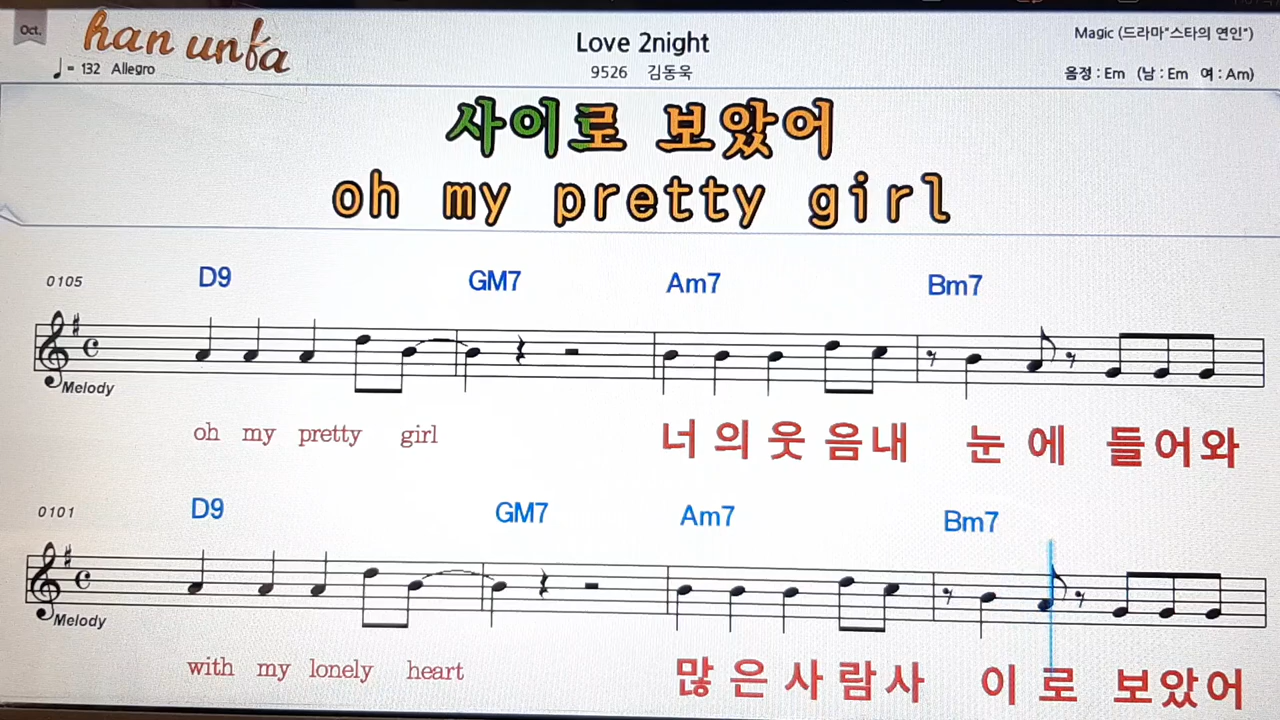 Oct.
han unfa
Love 2night
Magic (드라마"스타의 연인")
♩= 132 Allegro
9526 김동욱
음정 : Em (남 : Em 여 : Am)
사이로 보았어
oh my pretty girl
0105
D9 GM7 Am7 Bm7
Melody
oh my pretty girl 너 의 웃 음 내 눈 에 들 어 와
0101
D9 GM7 Am7 Bm7
Melody
with my lonely heart 많 은 사 람 사 이 로 보 았 어